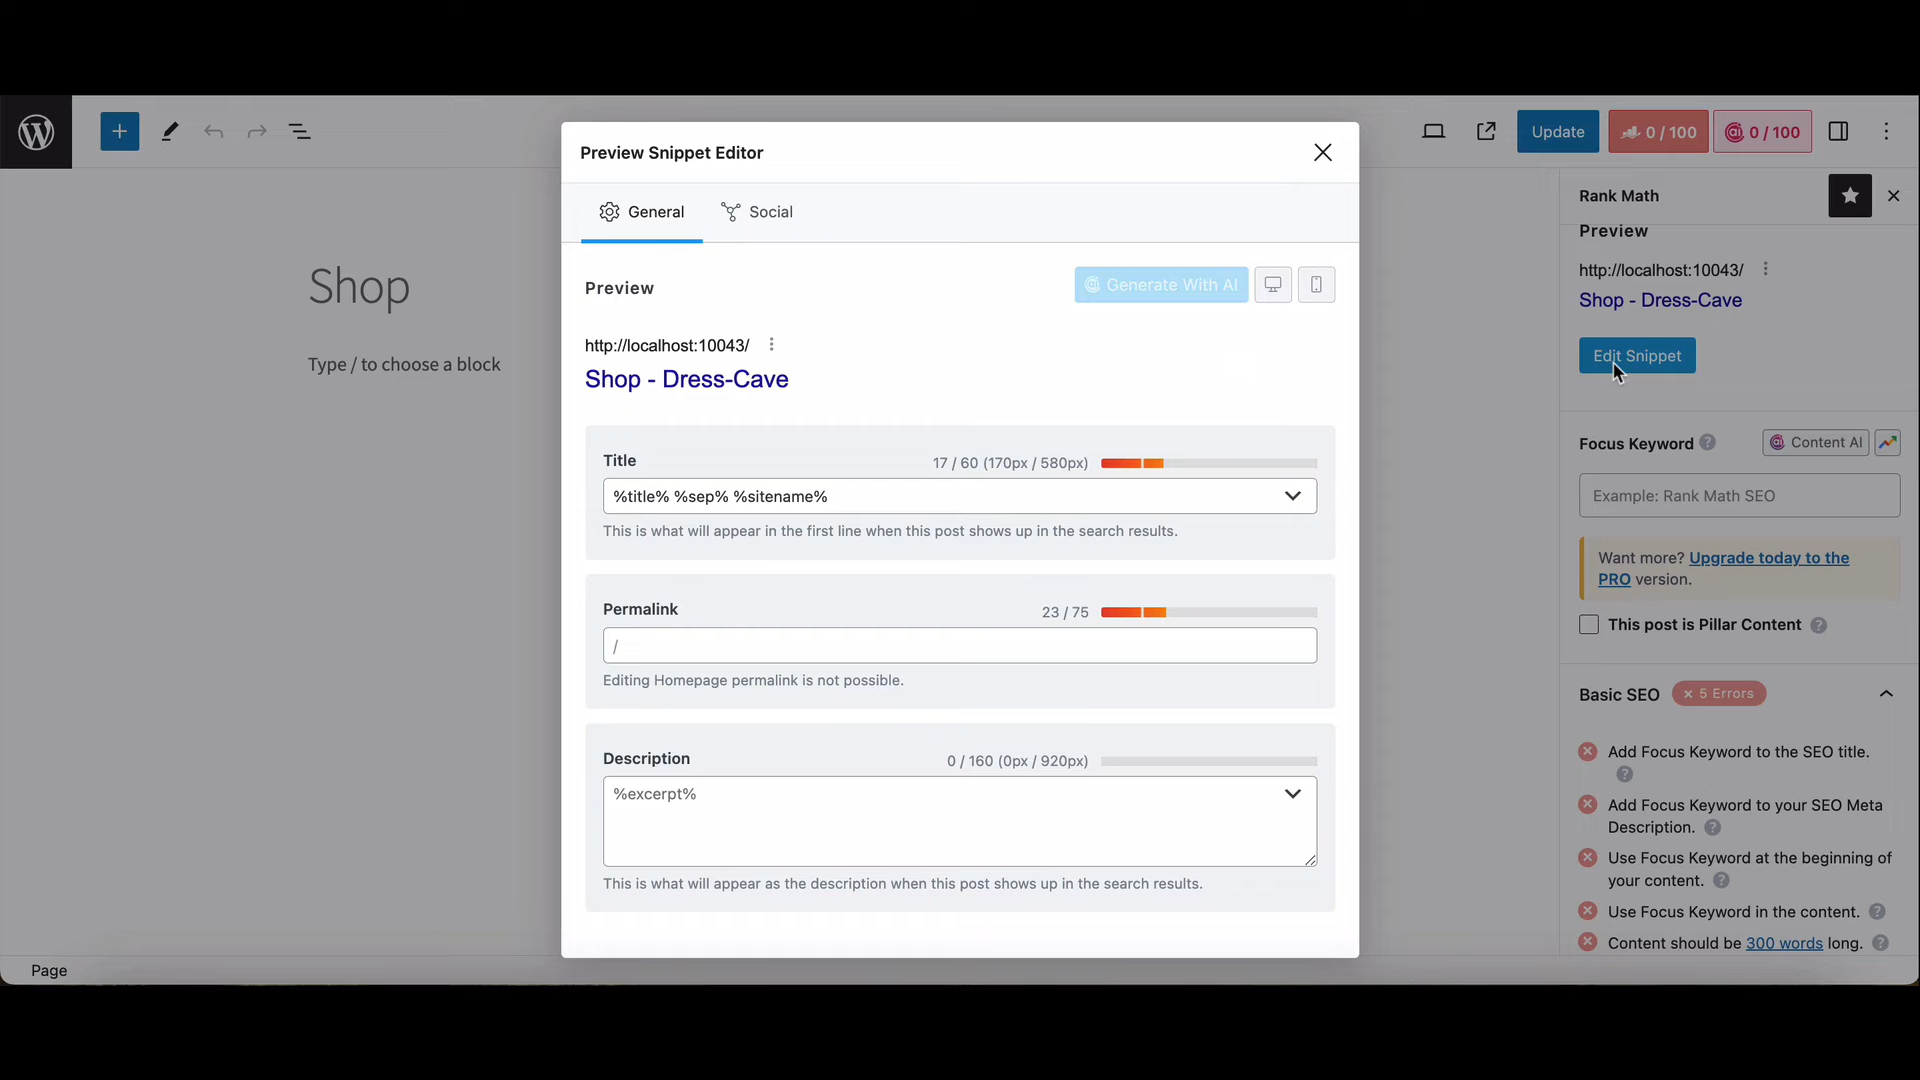 Update
0 / 100
0 / 100
Shop
Type / to choose a block
Page
Preview Snippet Editor
General
Social
Preview
Generate With AI
http://localhost:10043/
Shop - Dress-Cave
Title
17 / 60 (170px / 580px)
%title% %sep% %sitename%
This is what will appear in the first line when this post shows up in the search results.
Permalink
23 / 75
/
Editing Homepage permalink is not possible.
Description
0 / 160 (0px / 920px)
%excerpt%
This is what will appear as the description when this post shows up in the search results.
Rank Math
Preview
http://localhost:10043/
Shop - Dress-Cave
Edit Snippet
Focus Keyword
Content AI
Example: Rank Math SEO
Want more? Upgrade today to the
PRO version.
This post is Pillar Content
Basic SEO
× 5 Errors
Add Focus Keyword to the SEO title.
Add Focus Keyword to your SEO Meta
Description.
Use Focus Keyword at the beginning of
your content.
Use Focus Keyword in the content.
Content should be 300 words long.